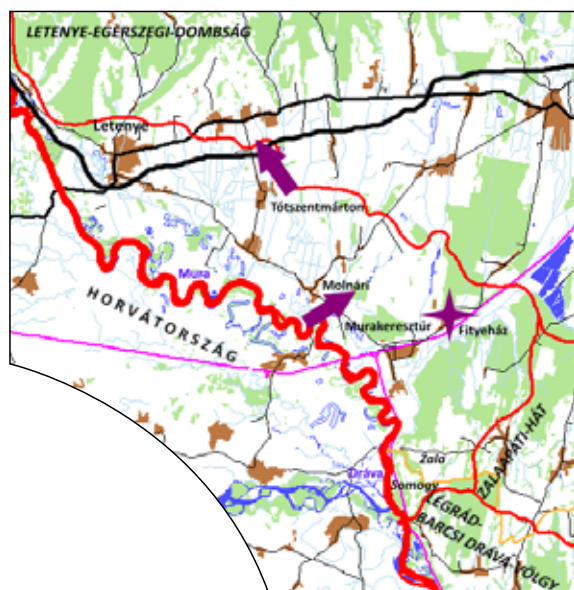 LETENYE-EGERSZEGI-DOMBSÁG
Letenye
Tótszentmárton
Mura
Molnári
HORVÁTORSZÁG
Murakeresztúr
Fityeház
Zala
Dráva
Somogy
ZALAAPÁTI-HÁT
LÉGRÁD-
BARCSI DRÁVA-VÖLGY